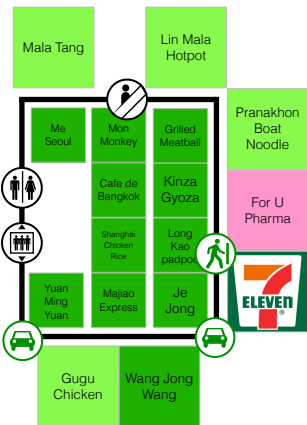 Mala Tang
Lin Mala
Hotpot
Pranakhon
Boat
Noodle
Me
Seoul
Mon
Monkey
Grilled
Meatball
Cafe de
Bangkok
Kinza
Gyoza
For U
Pharma
Shanghai
Chicken
Rice
Long
Kao
padpoo
Yuan
Ming
Yuan
Majiao
Express
Je
Jong
7
ELEVEN
®
Gugu
Chicken
Wang Jong
Wang